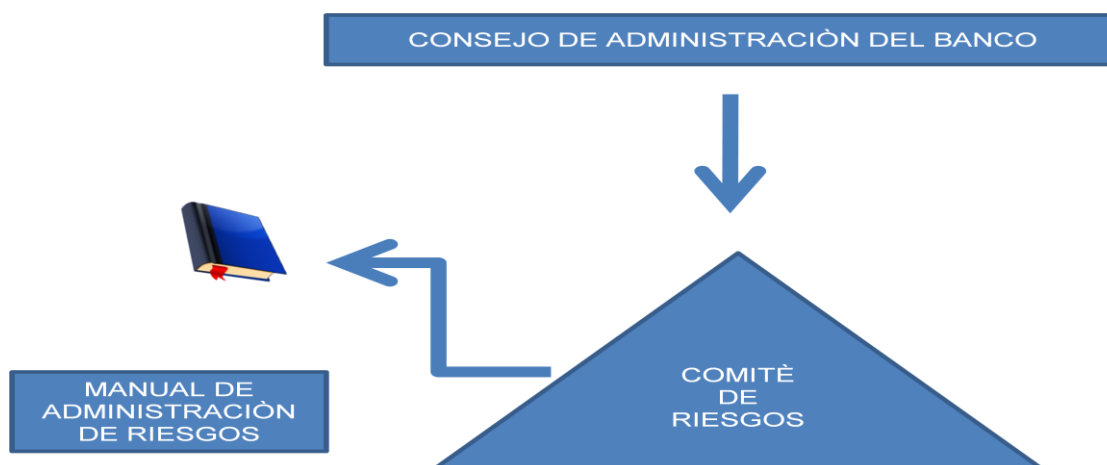 CONSEJO DE ADMINISTRACIÒN DEL BANCO
COMITÈ
DE
RIESGOS
MANUAL DE
ADMINISTRACIÒN
DE RIESGOS